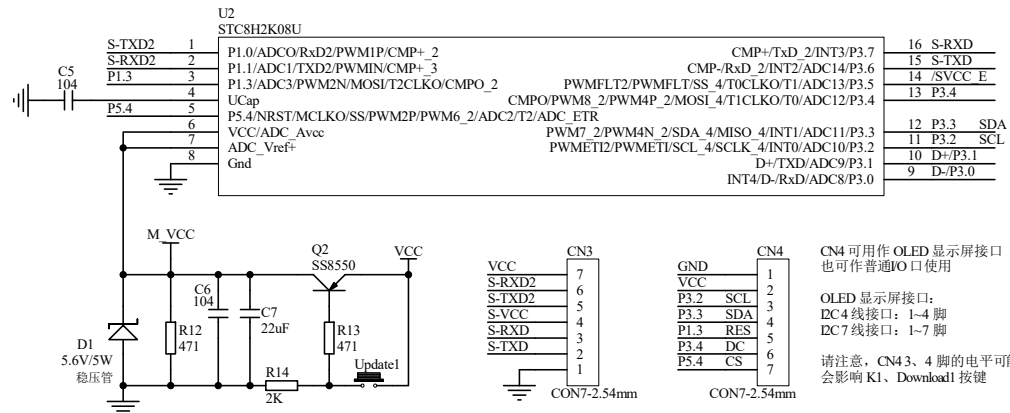 U2
STC8H2K08U
S-TXD2 1 P1.0/ADCO/RxD2/PWM1P/CMP+_2
S-RXD2 2 P1.1/ADC1/TXD2/PWMIN/CMP+_3
P1.3 3 P1.3/ADC3/PWM2N/MOSI/T2CLKO/CMPO_2
4 UCap
P5.4 5 P5.4/NRST/MCLKO/SS/PWM2P/PWM6_2/ADC2/T2/ADC_ETR
6 VCC/ADC_Avcc
7 ADC_Vref+
8 Gnd
CMP+/TxD_2/INT3/P3.7 16 S-RXD
CMP-/RxD_2/INT2/ADC14/P3.6 15 S-TXD
PWMFLT2/PWMFLT/SS_4/T0CLKO/T1/ADC13/P3.5 14 /SVCC_E
CMPO/PWM8_2/PWM4P_2/MOSI_4/T1CLKO/T0/ADC12/P3.4 13 P3.4
PWM7_2/PWM4N_2/SDA_4/MISO_4/INT1/ADC11/P3.3 12 P3.3 SDA
PWMETI2/PWMETI/SCL_4/SCLK_4/INT0/ADC10/P3.2 11 P3.2 SCL
D+/TXD/ADC9/P3.1 10 D+/P3.1
INT4/D-/RxD/ADC8/P3.0 9 D-/P3.0
C5
104
M_VCC
Q2
SS8550
VCC
C6
104
C7
22uF
R12
471
R13
471
D1
5.6V/5W
稳压管
R14
2K
Update1
CN3
VCC 7
S-RXD2 6
S-TXD2 5
S-VCC 4
S-RXD 3
S-TXD 2
1
CON7-2.54mm
CN4
GND 1
VCC 2
P3.2 SCL 3
P3.3 SDA 4
P1.3 RES 5
P3.4 DC 6
P5.4 CS 7
CON7-2.54mm
CN4 可用作 OLED 显示屏接口
也可作普通I/O 口使用
OLED 显示屏接口：
I2C 4 线接口：1~4 脚
I2C 7 线接口：1~7 脚
请注意，CN4 3、4 脚的电平可能
会影响 K1、Download1 按键